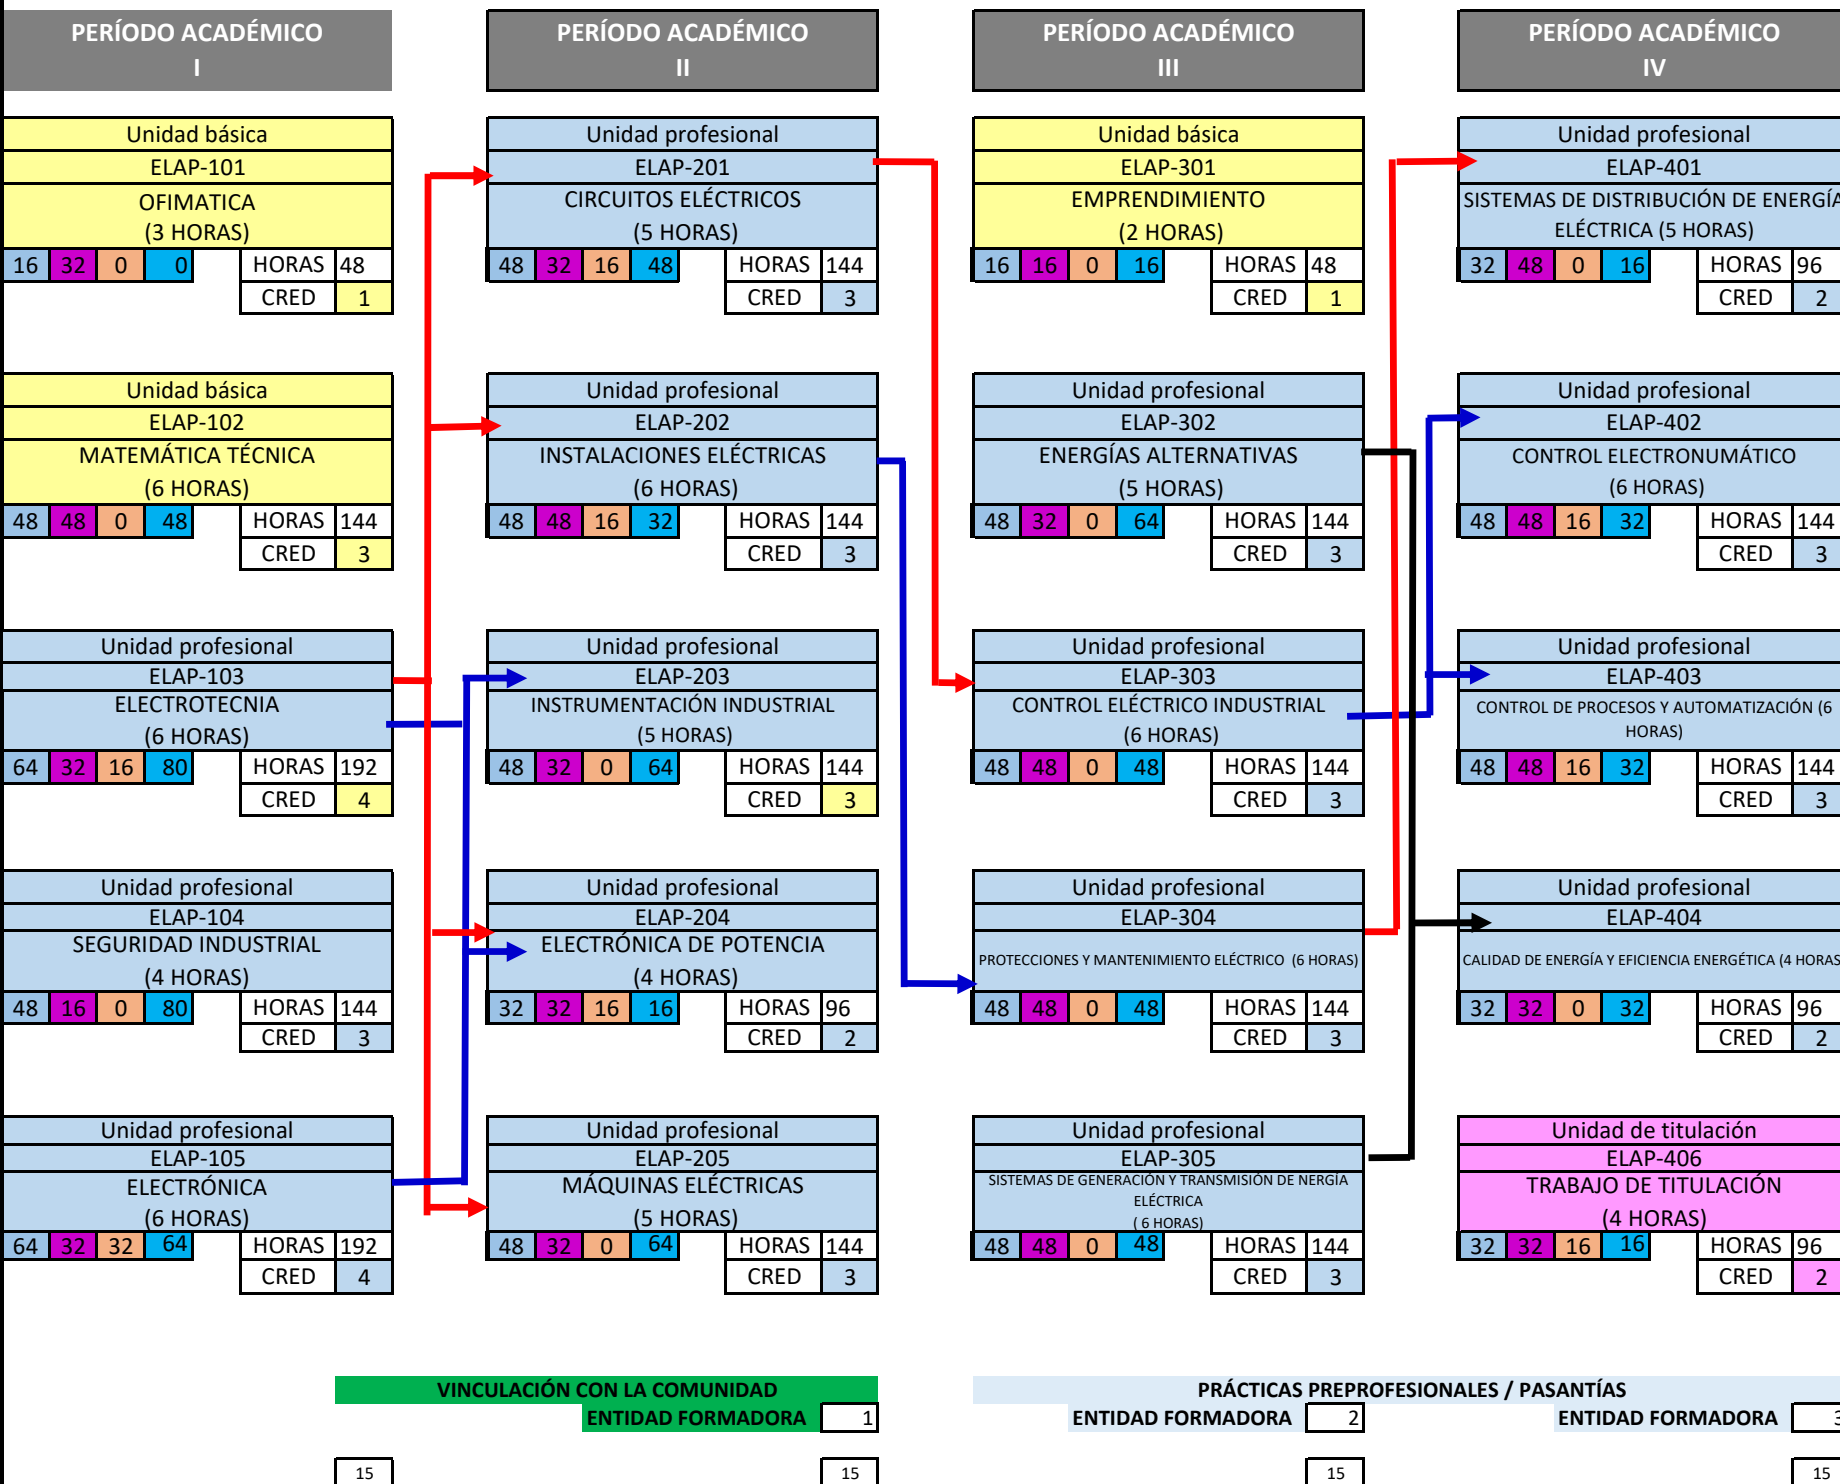 PERÍODO ACADÉMICO
I
PERÍODO ACADÉMICO
II
PERÍODO ACADÉMICO
III
PERÍODO ACADÉMICO
IV
Unidad básica
ELAP-101
OFIMATICA
(3 HORAS)
16 32 0 0 HORAS 48
CRED 1
Unidad profesional
ELAP-201
CIRCUITOS ELÉCTRICOS
(5 HORAS)
48 32 16 48 HORAS 144
CRED 3
Unidad básica
ELAP-301
EMPRENDIMIENTO
(2 HORAS)
16 16 0 16 HORAS 48
CRED 1
Unidad profesional
ELAP-401
SISTEMAS DE DISTRIBUCIÓN DE ENERGÍA
ELÉCTRICA (5 HORAS)
32 48 0 16 HORAS 96
CRED 2
Unidad básica
ELAP-102
MATEMÁTICA TÉCNICA
(6 HORAS)
48 48 0 48 HORAS 144
CRED 3
Unidad profesional
ELAP-202
INSTALACIONES ELÉCTRICAS
(6 HORAS)
48 48 16 32 HORAS 144
CRED 3
Unidad profesional
ELAP-302
ENERGÍAS ALTERNATIVAS
(5 HORAS)
48 32 0 64 HORAS 144
CRED 3
Unidad profesional
ELAP-402
CONTROL ELECTRONUMÁTICO
(6 HORAS)
48 48 16 32 HORAS 144
CRED 3
Unidad profesional
ELAP-103
ELECTROTECNIA
(6 HORAS)
64 32 16 80 HORAS 192
CRED 4
Unidad profesional
ELAP-203
INSTRUMENTACIÓN INDUSTRIAL
(5 HORAS)
48 32 0 64 HORAS 144
CRED 3
Unidad profesional
ELAP-303
CONTROL ELÉCTRICO INDUSTRIAL
(6 HORAS)
48 48 0 48 HORAS 144
CRED 3
Unidad profesional
ELAP-403
CONTROL DE PROCESOS Y AUTOMATIZACIÓN (6
HORAS)
48 48 16 32 HORAS 144
CRED 3
Unidad profesional
ELAP-104
SEGURIDAD INDUSTRIAL
(4 HORAS)
48 16 0 80 HORAS 144
CRED 3
Unidad profesional
ELAP-204
ELECTRÓNICA DE POTENCIA
(4 HORAS)
32 32 16 16 HORAS 96
CRED 2
Unidad profesional
ELAP-304
PROTECCIONES Y MANTENIMIENTO ELÉCTRICO (6 HORAS)
48 48 0 48 HORAS 144
CRED 3
Unidad profesional
ELAP-404
CALIDAD DE ENERGÍA Y EFICIENCIA ENERGÉTICA (4 HORAS
32 32 0 32 HORAS 96
CRED 2
Unidad profesional
ELAP-105
ELECTRÓNICA
(6 HORAS)
64 32 32 64 HORAS 192
CRED 4
Unidad profesional
ELAP-205
MÁQUINAS ELÉCTRICAS
(5 HORAS)
48 32 0 64 HORAS 144
CRED 3
Unidad profesional
ELAP-305
SISTEMAS DE GENERACIÓN Y TRANSMISIÓN DE NERGÍA
ELÉCTRICA
( 6 HORAS)
48 48 0 48 HORAS 144
CRED 3
Unidad de titulación
ELAP-406
TRABAJO DE TITULACIÓN
(4 HORAS)
32 32 16 16 HORAS 96
CRED 2
VINCULACIÓN CON LA COMUNIDAD
ENTIDAD FORMADORA 1
PRÁCTICAS PREPROFESIONALES / PASANTÍAS
ENTIDAD FORMADORA 2
ENTIDAD FORMADORA 3
15
15
15
15